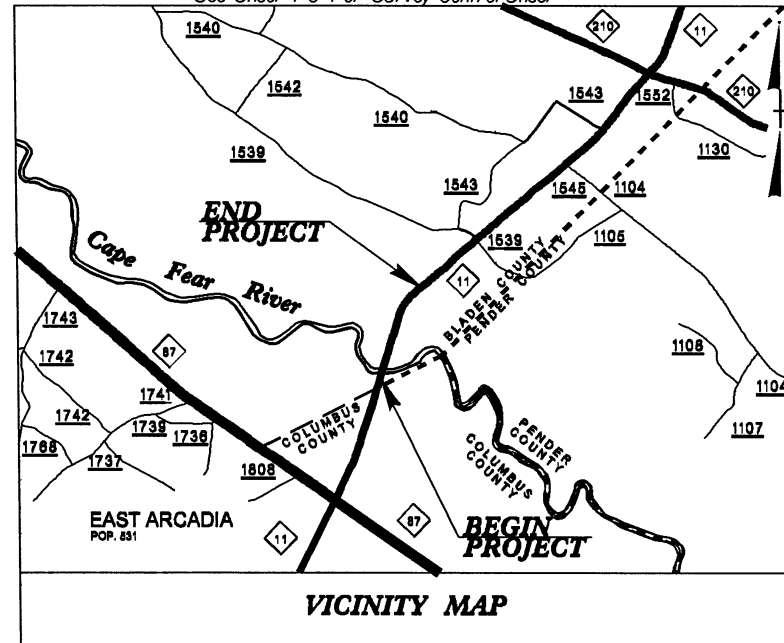 1540
210
11
1542
1540
1543
1552
210
1539
1130
1543
1545
1104
END
PROJECT
1539
1105
Cape Fear River
11
BLADEN COUNTY
PENDER COUNTY
1743
1742
87
1108
1741
1104
1742
1739
1736
COLUMBUS
COUNTY
1107
1768
1737
1808
PENDER
COUNTY
COLUMBUS
COUNTY
EAST ARCADIA
POP. 531
11
87
BEGIN
PROJECT
VICINITY MAP